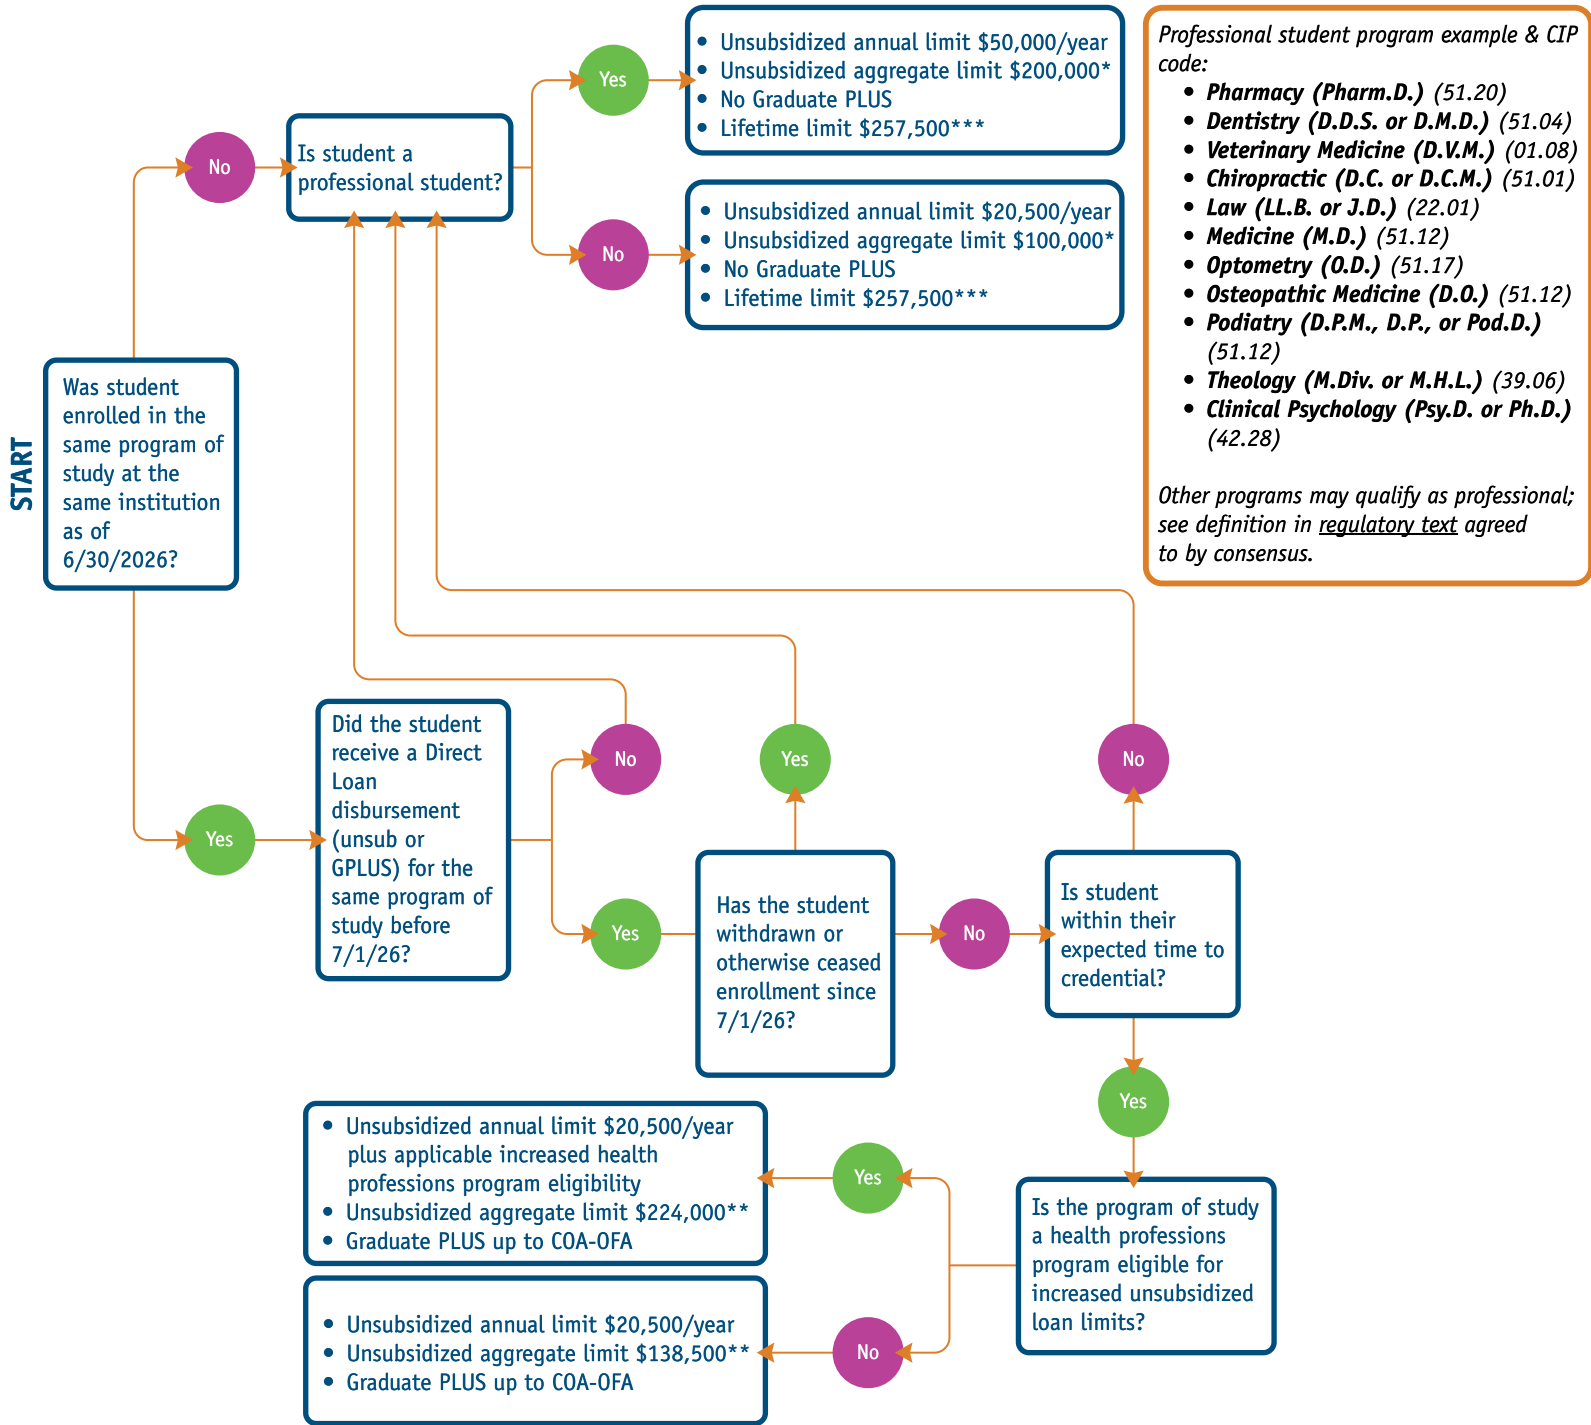 • Unsubsidized annual limit $50,000/year
• Unsubsidized aggregate limit $200,000*
• No Graduate PLUS
• Lifetime limit $257,500***
Yes
No
Is student a
professional student?
• Unsubsidized annual limit $20,500/year
• Unsubsidized aggregate limit $100,000*
• No Graduate PLUS
• Lifetime limit $257,500***
No
Professional student program example & CIP
code:
• Pharmacy (Pharm.D.) (51.20)
• Dentistry (D.D.S. or D.M.D.) (51.04)
• Veterinary Medicine (D.V.M.) (01.08)
• Chiropractic (D.C. or D.C.M.) (51.01)
• Law (LL.B. or J.D.) (22.01)
• Medicine (M.D.) (51.12)
• Optometry (O.D.) (51.17)
• Osteopathic Medicine (D.O.) (51.12)
• Podiatry (D.P.M., D.P., or Pod.D.)
(51.12)
• Theology (M.Div. or M.H.L.) (39.06)
• Clinical Psychology (Psy.D. or Ph.D.)
(42.28)
Other programs may qualify as professional;
see definition in regulatory text agreed
to by consensus.
START
Was student
enrolled in the
same program of
study at the
same institution
as of
6/30/2026?
Yes
Did the student
receive a Direct
Loan
disbursement
(unsub or
GPLUS) for the
same program of
study before
7/1/26?
No
Yes
Yes
Has the student
withdrawn or
otherwise ceased
enrollment since
7/1/26?
No
No
Is student
within their
expected time to
credential?
Yes
Is the program of study
a health professions
program eligible for
increased unsubsidized
loan limits?
Yes
• Unsubsidized annual limit $20,500/year
plus applicable increased health
professions program eligibility
• Unsubsidized aggregate limit $224,000**
• Graduate PLUS up to COA-OFA
No
• Unsubsidized annual limit $20,500/year
• Unsubsidized aggregate limit $138,500**
• Graduate PLUS up to COA-OFA